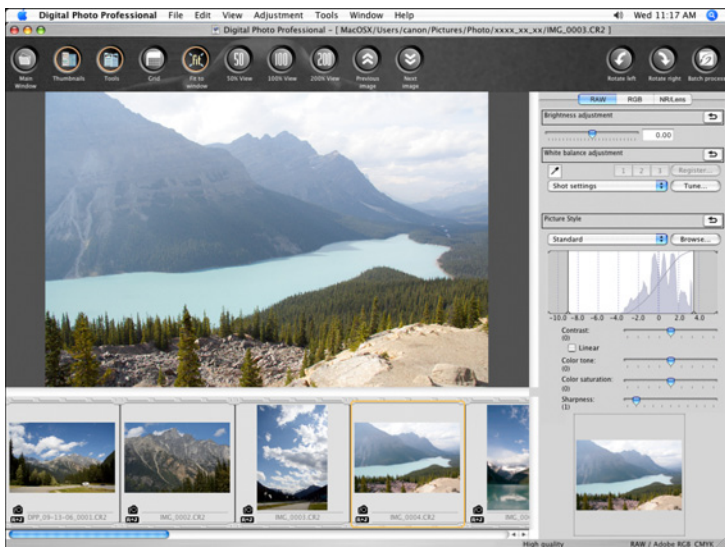 Digital Photo Professional File Edit View Adjustment Tools Window Help Wed 11:17 AM
Digital Photo Professional - [ MacOSX/Users/canon/Pictures/Photo/xxxx_xx_xx/IMG_0003.CR2 ]
Main Window
Thumbnails
Tools
Grid
Fit to window
50% View
100% View
200% View
Previous image
Next image
Rotate left
Rotate right
Batch process
fit
50
100
200
RAW RGB NR/Lens
Brightness adjustment
0.00
White balance adjustment
1 2 3 Register...
Shot settings Tune...
Picture Style
Standard Browse...
-10.0 -8.0 -6.0 -4.0 -2.0 0 2.0 4.0
Contrast:
(0)
Linear
Color tone:
(0)
Color saturation:
(0)
Sharpness:
(1)
DPP_09-13-06_0001.CR2
IMG_0002.CR2
IMG_0003.CR2
IMG_0004.CR2
High quality RAW / Adobe RGB CMYK